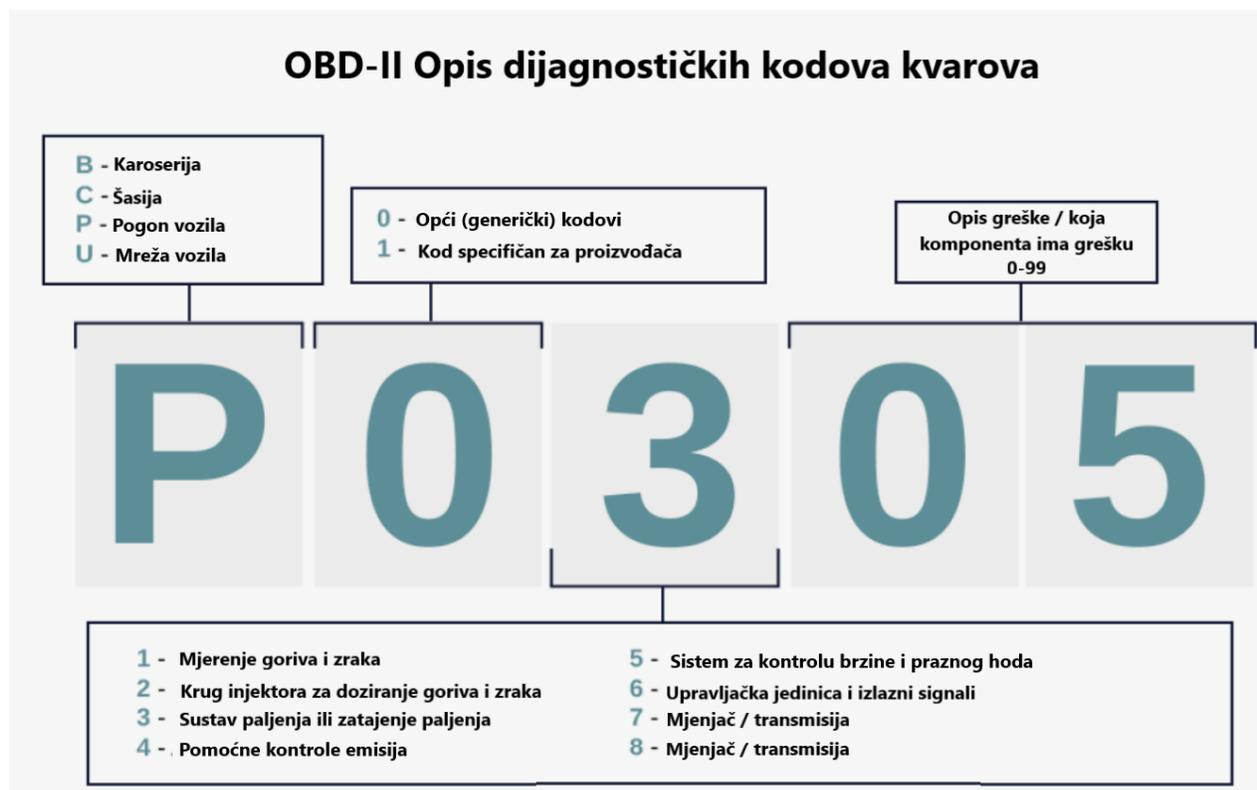 OBD-II Opis dijagnostičkih kodova kvarova
B - Karoserija
C - Šasija
P - Pogon vozila
U - Mreža vozila
0 - Opći (generički) kodovi
1 - Kod specifičan za proizvođača
Opis greške / koja
komponenta ima grešku
0-99
P 0 3 0 5
1 - Mjerenje goriva i zraka
2 - Krug injektora za doziranje goriva i zraka
3 - Sustav paljenja ili zatajenje paljenja
4 - Pomoćne kontrole emisija
5 - Sistem za kontrolu brzine i praznog hoda
6 - Upravljačka jedinica i izlazni signali
7 - Mjenjač / transmisija
8 - Mjenjač / transmisija